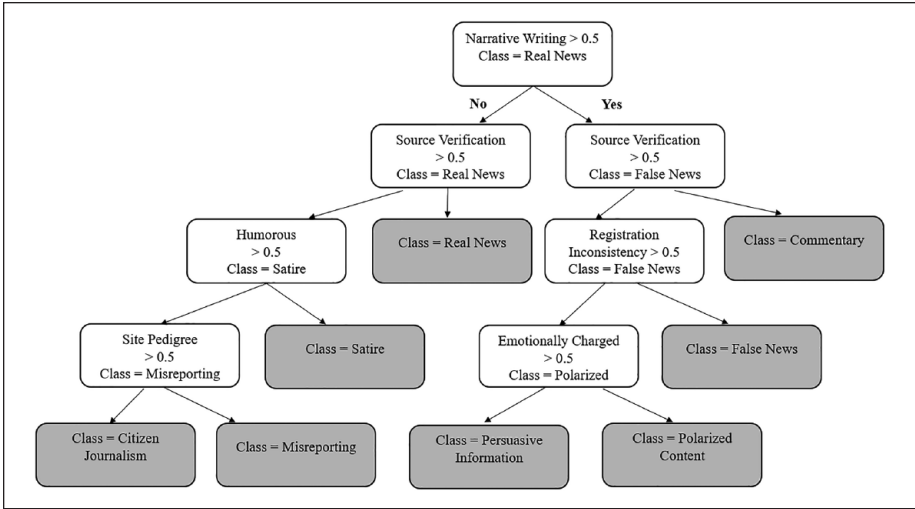 Narrative Writing > 0.5
Class = Real News
No
Yes
Source Verification
> 0.5
Class = Real News
Source Verification
> 0.5
Class = False News
Humorous
> 0.5
Class = Satire
Class = Real News
Registration
Inconsistency > 0.5
Class = False News
Class = Commentary
Site Pedigree
> 0.5
Class = Misreporting
Class = Satire
Emotionally Charged
> 0.5
Class = Polarized
Class = False News
Class = Citizen
Journalism
Class = Misreporting
Class = Persuasive
Information
Class = Polarized
Content